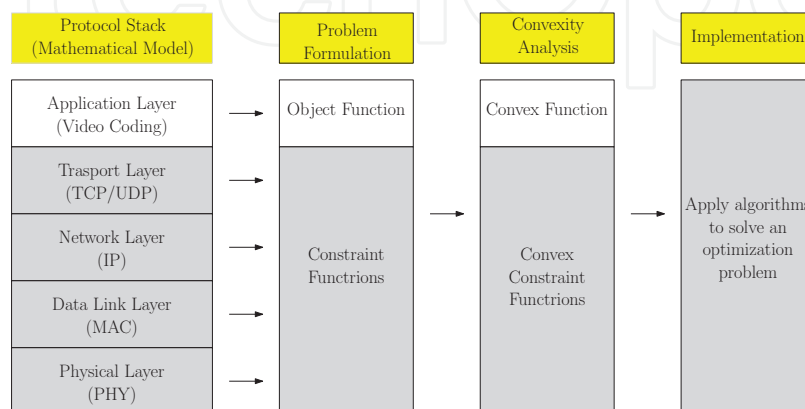 Protocol Stack
(Mathematical Model)
Problem
Formulation
Convexity
Analysis
Implementation
Application Layer
(Video Coding)
Object Function
Convex Function
Trasport Layer
(TCP/UDP)
Network Layer
(IP)
Data Link Layer
(MAC)
Physical Layer
(PHY)
Constraint
Functrions
Convex
Constraint
Functrions
Apply algorithms
to solve an
optimization
problem